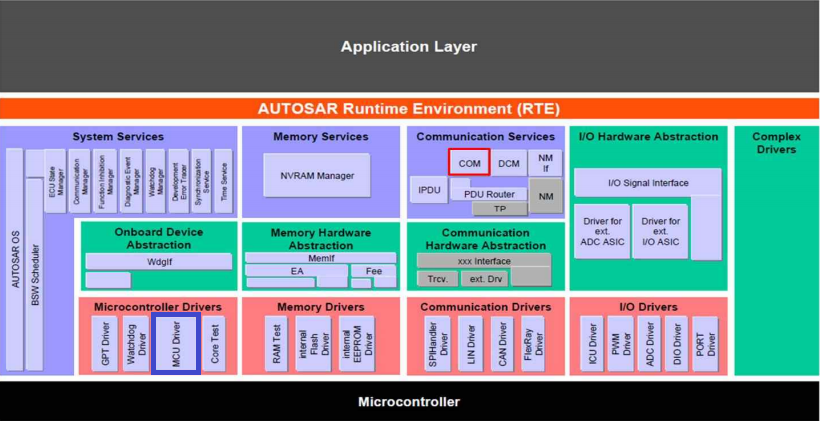 Application Layer
AUTOSAR Runtime Environment (RTE)
System Services
AUTOSAR OS
BSW Scheduler
ECU State
Manager
Communication
Manager
Function Inhibition
Manager
Diagnostic Event
Manager
Watchdog
Manager
Development
Error Tracer
Synchronization
Service
Time Service
Memory Services
NVRAM Manager
Communication Services
COM
DCM
NM
If
IPDU
PDU Router
NM
TP
I/O Hardware Abstraction
I/O Signal Interface
Driver for
ext.
ADC ASIC
Driver for
ext.
I/O ASIC
Complex
Drivers
Onboard Device
Abstraction
WdgIf
Memory Hardware
Abstraction
MemIf
EA
Fee
Communication
Hardware Abstraction
xxx Interface
Trcv.
ext. Drv
Microcontroller Drivers
GPT Driver
Watchdog
Driver
MCU Driver
Core Test
Memory Drivers
RAM Test
internal
Flash
Driver
internal
EEPROM
Driver
Communication Drivers
SPIHandler
Driver
LIN Driver
CAN Driver
FlexRay
Driver
I/O Drivers
ICU Driver
PWM
Driver
ADC Driver
DIO Driver
PORT
Driver
Microcontroller